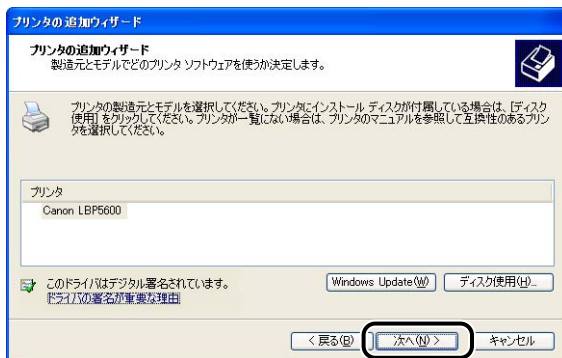 プリンタの追加ウィザード
プリンタの追加ウィザード
製造元とモデルでどのプリンタ ソフトウェアを使うか決定します。
プリンタの製造元とモデルを選択してください。プリンタにインストール ディスクが付属している場合は、[ディスク
使用] をクリックしてください。プリンタが一覧にない場合は、プリンタのマニュアルを参照して互換性のあるプリン
タを選択してください。
プリンタ
Canon LBP5600
このドライバはデジタル署名されています。
ドライバの署名が重要な理由
Windows Update(W)
ディスク使用(H)...
< 戻る(B)
次へ(N) >
キャンセル